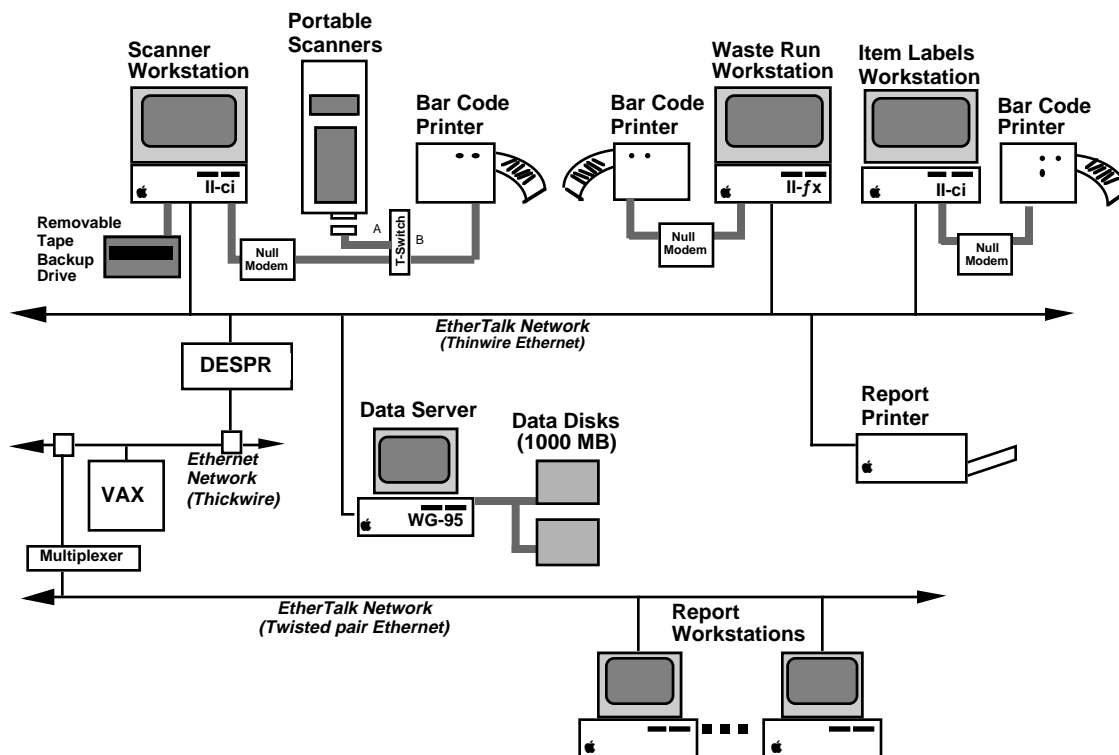 Portable
Scanners
Scanner
Workstation
Waste Run
Workstation
Item Labels
Workstation
Bar Code
Printer
Bar Code
Printer
Bar Code
Printer
II-ci
II-ƒx
II-ci
Removable
Tape
Backup
Drive
Null
Modem
A
T-Switch
B
Null
Modem
Null
Modem
EtherTalk Network
(Thinwire Ethernet)
DESPR
Data Server
Data Disks
(1000 MB)
Report
Printer
Ethernet
Network
(Thickwire)
VAX
WG-95
Multiplexer
EtherTalk Network
(Twisted pair Ethernet)
Report
Workstations